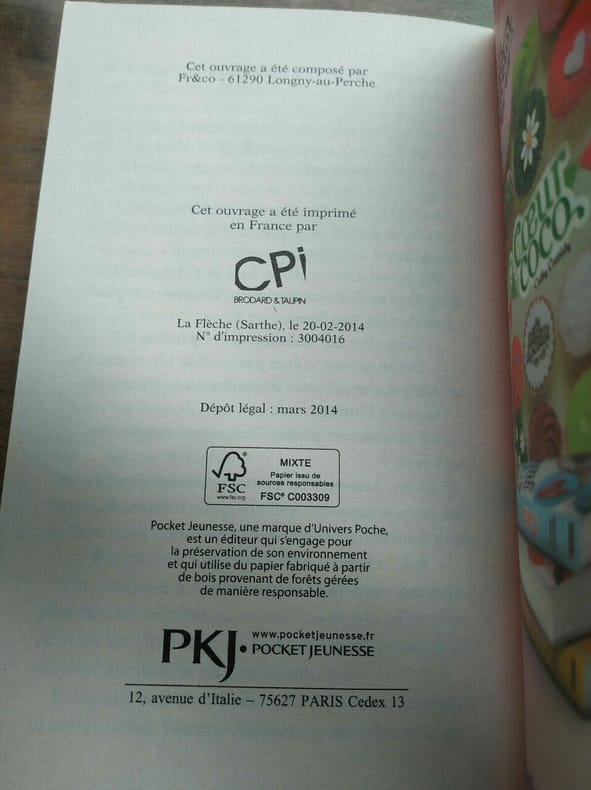 Cet ouvrage a été composé par
Fr&co - 61290 Longny-au-Perche
Cet ouvrage a été imprimé
en France par
CPi
BRODARD & TAUPIN
La Flèche (Sarthe), le 20-02-2014
N° d'impression : 3004016
Dépôt légal : mars 2014
FSC
www.fsc.org
MIXTE
Papier issu de
sources responsables
FSC® C003309
Pocket Jeunesse, une marque d'Univers Poche,
est un éditeur qui s'engage pour
la préservation de son environnement
et qui utilise du papier fabriqué à partir
de bois provenant de forêts gérées
de manière responsable.
PKJ.
www.pocketjeunesse.fr
POCKET JEUNESSE
12, avenue d'Italie – 75627 PARIS Cedex 13
cœur
coco
Cathy Cassidy